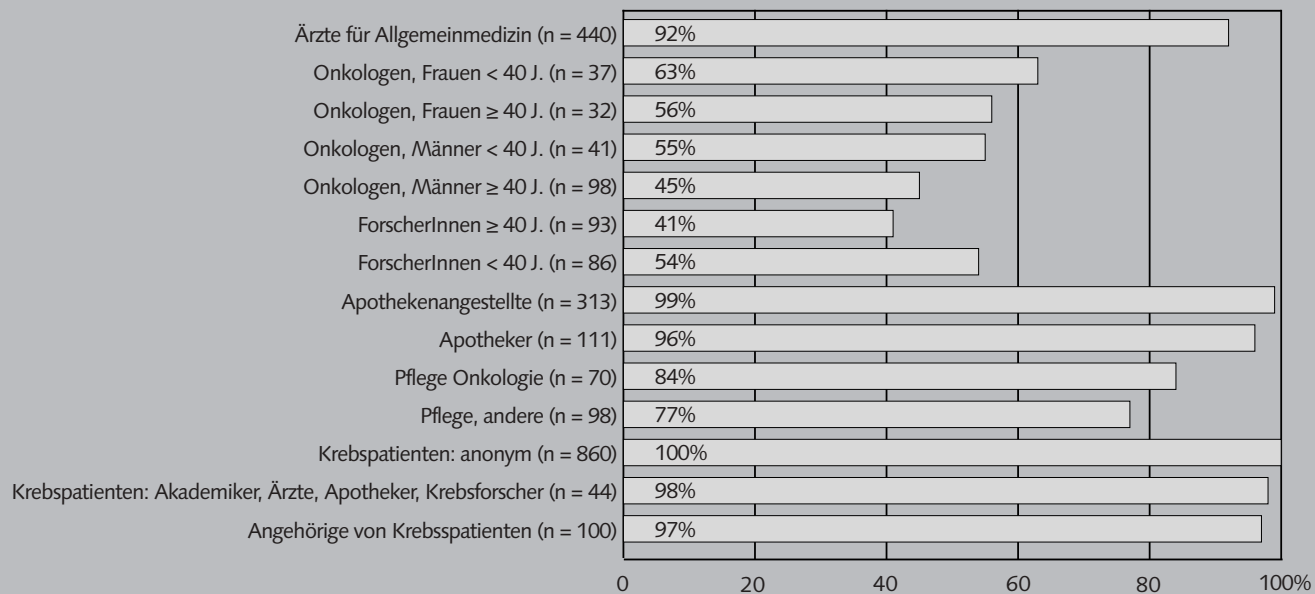 Ärzte für Allgemeinmedizin (n = 440) 92%
Onkologen, Frauen < 40 J. (n = 37) 63%
Onkologen, Frauen ≥ 40 J. (n = 32) 56%
Onkologen, Männer < 40 J. (n = 41) 55%
Onkologen, Männer ≥ 40 J. (n = 98) 45%
ForscherInnen ≥ 40 J. (n = 93) 41%
ForscherInnen < 40 J. (n = 86) 54%
Apothekenangestellte (n = 313) 99%
Apotheker (n = 111) 96%
Pflege Onkologie (n = 70) 84%
Pflege, andere (n = 98) 77%
Krebspatienten: anonym (n = 860) 100%
Krebspatienten: Akademiker, Ärzte, Apotheker, Krebsforscher (n = 44) 98%
Angehörige von Krebsspatienten (n = 100) 97%
0 20 40 60 80 100%